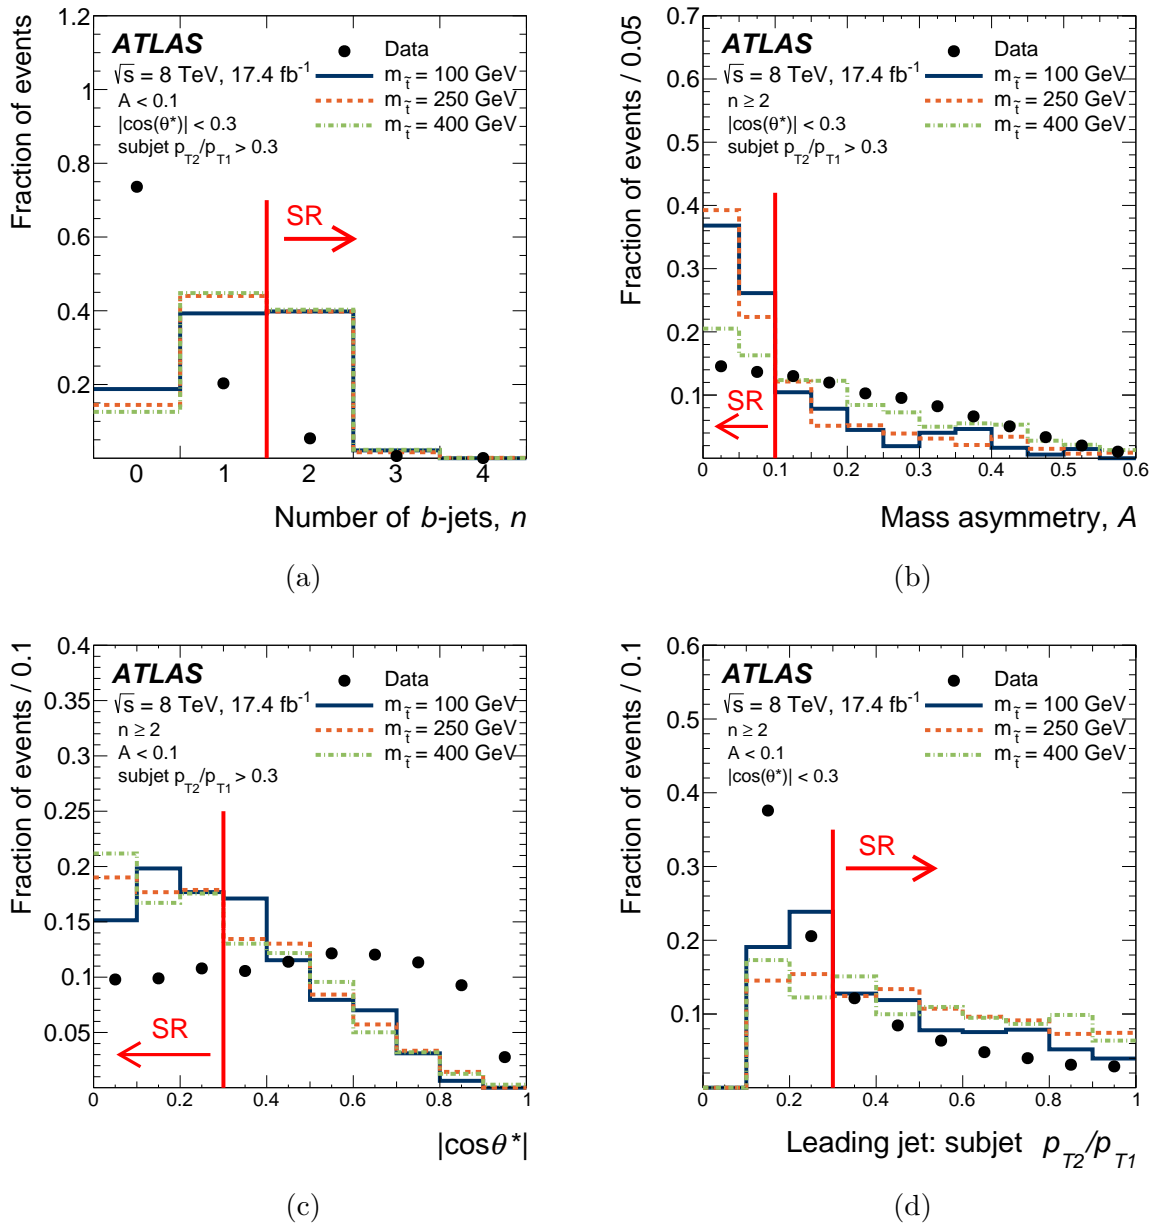 Fraction of events
1.2
1
0.8
0.6
0.4
0.2
ATLAS
√s = 8 TeV, 17.4 fb⁻¹
A < 0.1
|cos(θ*)| < 0.3
subjet p_T2/p_T1 > 0.3
Data
m_t̃ = 100 GeV
m_t̃ = 250 GeV
m_t̃ = 400 GeV
SR
0 1 2 3 4
Number of b-jets, n
(a)
Fraction of events / 0.05
0.7
0.6
0.5
0.4
0.3
0.2
0.1
ATLAS
√s = 8 TeV, 17.4 fb⁻¹
n ≥ 2
|cos(θ*)| < 0.3
subjet p_T2/p_T1 > 0.3
Data
m_t̃ = 100 GeV
m_t̃ = 250 GeV
m_t̃ = 400 GeV
SR
0 0.1 0.2 0.3 0.4 0.5 0.6
Mass asymmetry, A
(b)
Fraction of events / 0.1
0.4
0.35
0.3
0.25
0.2
0.15
0.1
0.05
ATLAS
√s = 8 TeV, 17.4 fb⁻¹
n ≥ 2
A < 0.1
subjet p_T2/p_T1 > 0.3
Data
m_t̃ = 100 GeV
m_t̃ = 250 GeV
m_t̃ = 400 GeV
SR
0 0.2 0.4 0.6 0.8 1
|cosθ*|
(c)
Fraction of events / 0.1
0.6
0.5
0.4
0.3
0.2
0.1
ATLAS
√s = 8 TeV, 17.4 fb⁻¹
n ≥ 2
A < 0.1
|cos(θ*)| < 0.3
Data
m_t̃ = 100 GeV
m_t̃ = 250 GeV
m_t̃ = 400 GeV
SR
0 0.2 0.4 0.6 0.8 1
Leading jet: subjet p_T2/p_T1
(d)